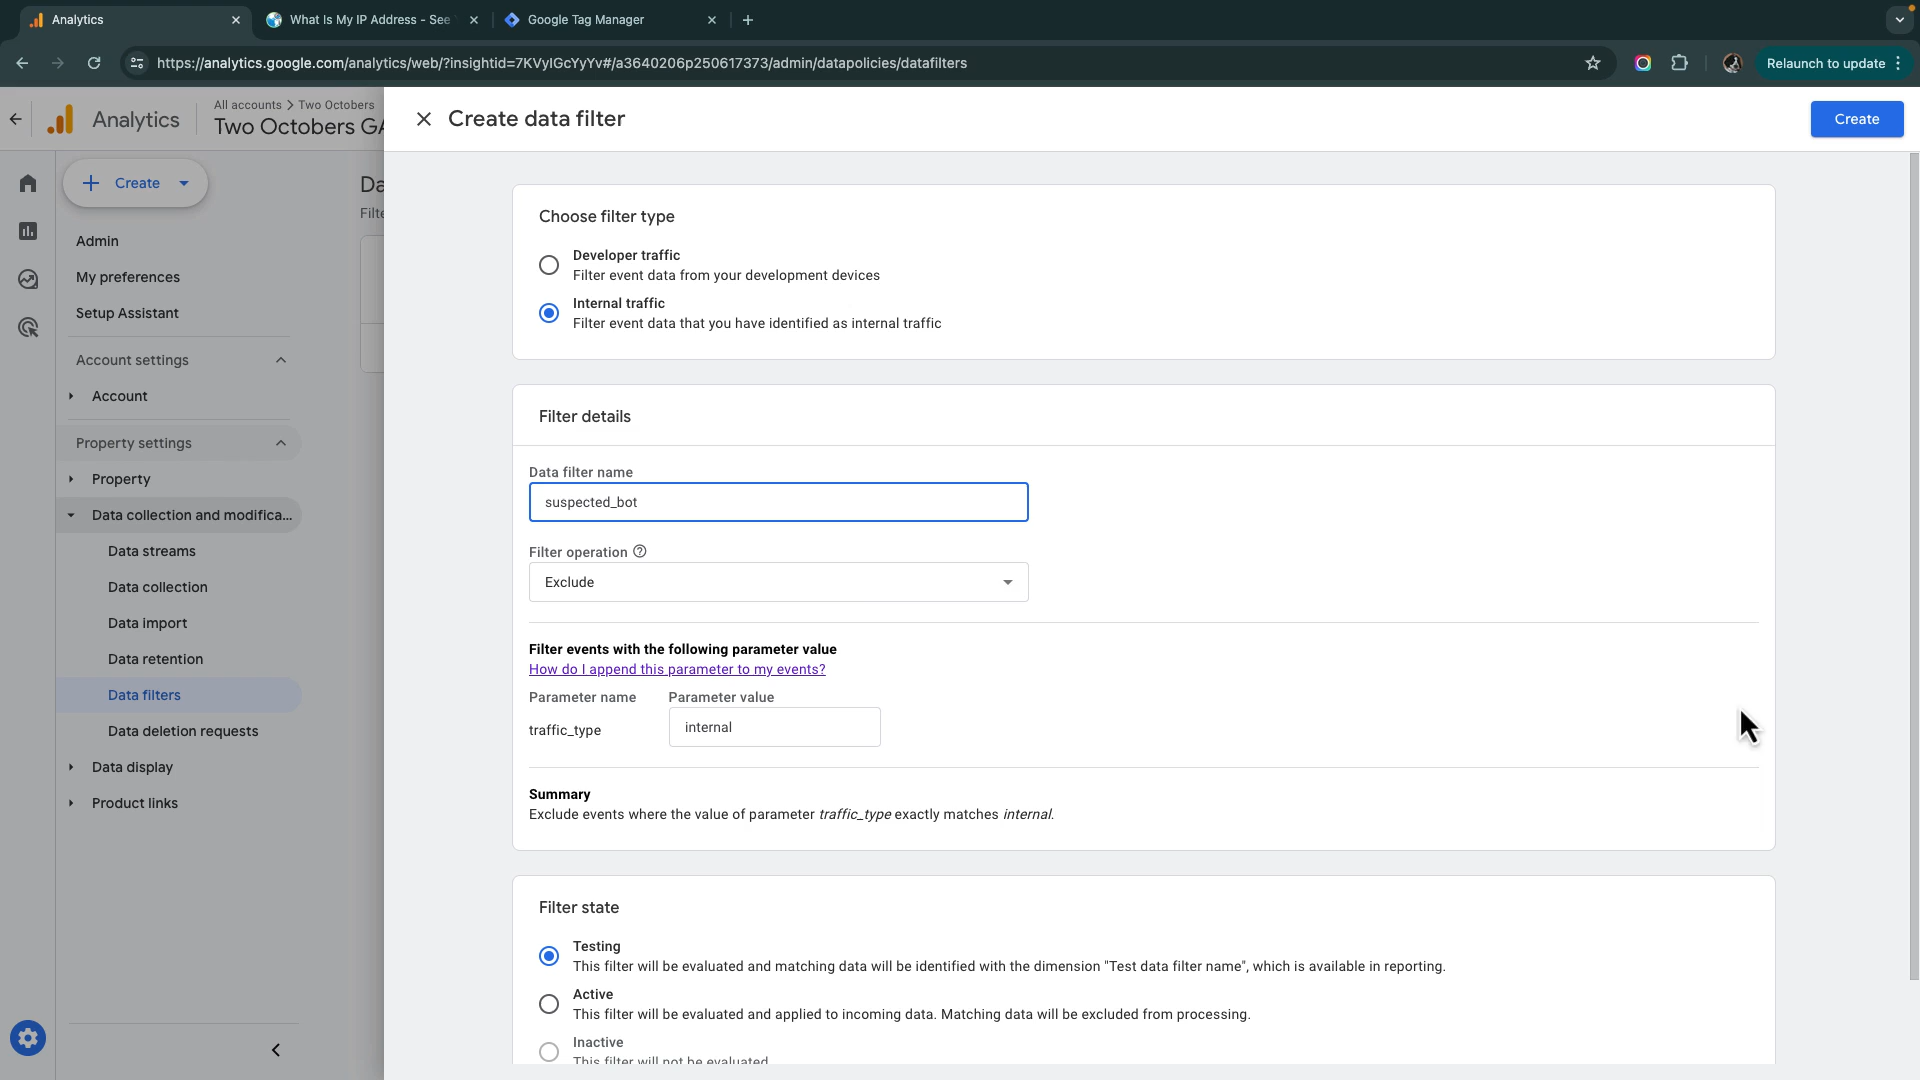 Analytics
What Is My IP Address - See
Google Tag Manager
https://analytics.google.com/analytics/web/?insightid=7KVyIGcYyYv#/a3640206p250617373/admin/datapolicies/datafilters
Relaunch to update
Analytics
All accounts > Two Octobers
Two Octobers GA
Create data filter
Create
Create
Da
Filte
Admin
My preferences
Setup Assistant
Account settings
Account
Property settings
Property
Data collection and modifica...
Data streams
Data collection
Data import
Data retention
Data filters
Data deletion requests
Data display
Product links
Choose filter type
Developer traffic
Filter event data from your development devices
Internal traffic
Filter event data that you have identified as internal traffic
Filter details
Data filter name
suspected_bot
Filter operation
Exclude
Filter events with the following parameter value
How do I append this parameter to my events?
Parameter name Parameter value
traffic_type internal
Summary
Exclude events where the value of parameter traffic_type exactly matches internal.
Filter state
Testing
This filter will be evaluated and matching data will be identified with the dimension "Test data filter name", which is available in reporting.
Active
This filter will be evaluated and applied to incoming data. Matching data will be excluded from processing.
Inactive
This filter will not be evaluated